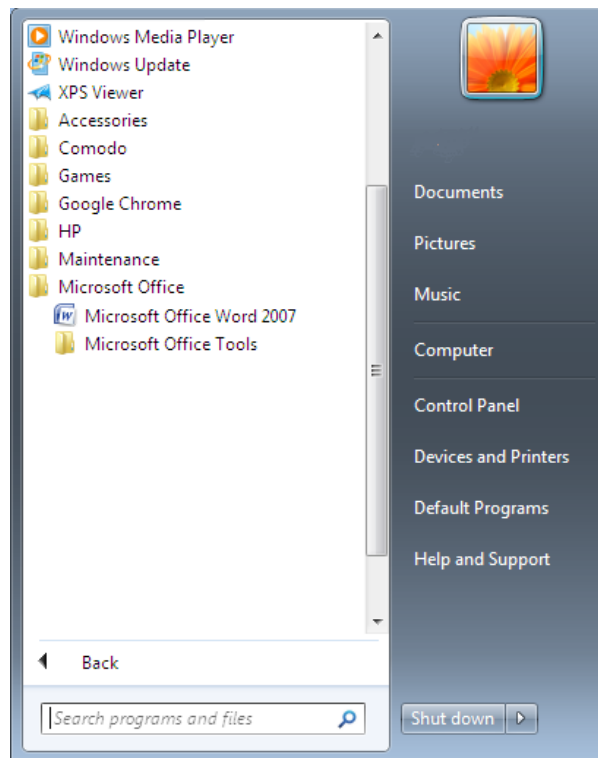 Windows Media Player
Windows Update
XPS Viewer
Accessories
Comodo
Games
Google Chrome
HP
Maintenance
Microsoft Office
Microsoft Office Word 2007
Microsoft Office Tools
Back
Search programs and files
Documents
Pictures
Music
Computer
Control Panel
Devices and Printers
Default Programs
Help and Support
Shut down